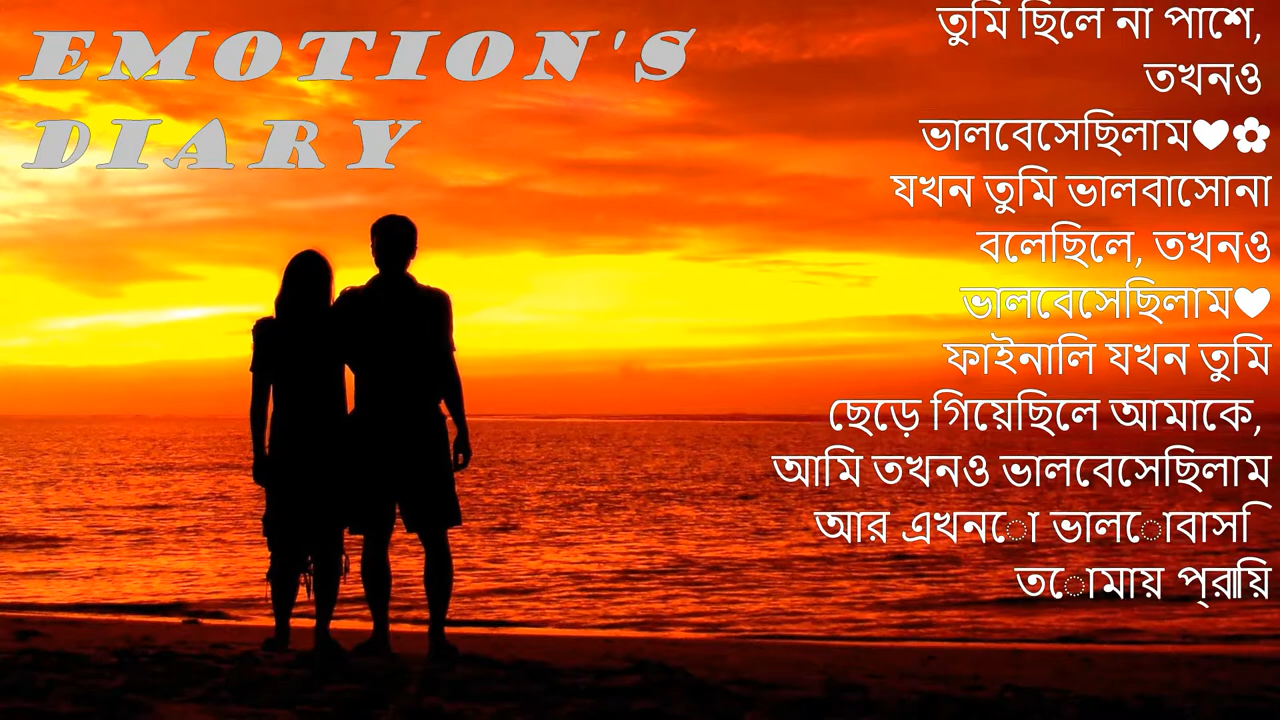 EMOTION'S
DIARY
তুমি ছিলে না পাশে,
তখনও
ভালবেসেছিলাম❤✿
যখন তুমি ভালবাসোনা
বলেছিলে, তখনও
ভালবেসেছিলাম❤
ফাইনালি যখন তুমি
ছেড়ে গিয়েছিলে আমাকে,
আমি তখনও ভালবেসেছিলাম
আর এখনো ভালোবাসি
তোমায় প্রিয়া